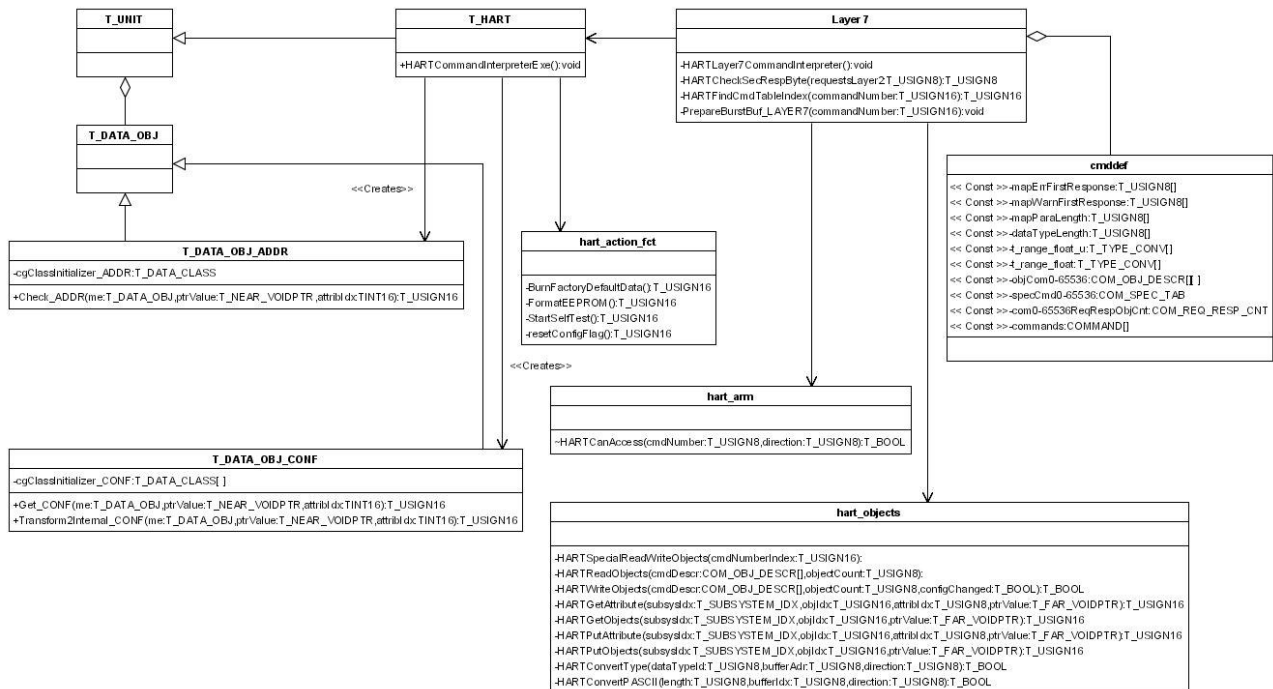 T_UNIT
T_HART
+HARTCommandInterpreterExe():void
Layer 7
-HARTLayer7CommandInterpreter():void
-HARTCheckSecRespByte(requestsLayer2:T_USIGN8):T_USIGN8
-HARTFindCmdTableIndex(commandNumber:T_USIGN16):T_USIGN16
-PrepareBurstBuf_LAYER7(commandNumber:T_USIGN16):void
T_DATA_OBJ
<<Creates>>
cmddef
<< Const >>-mapErrFirstResponse:T_USIGN8[]
<< Const >>-mapWarnFirstResponse:T_USIGN8[]
<< Const >>-mapParaLength:T_USIGN8[]
<< Const >>-dataTypeLength:T_USIGN8[]
<< Const >>-t_range_float_u:T_TYPE_CONV[]
<< Const >>-t_range_float:T_TYPE_CONV[]
<< Const >>-objCom0-65536:COM_OBJ_DESCR[][ ]
<< Const >>-specCmd0-65536:COM_SPEC_TAB
<< Const >>-com0-65536ReqRespObjCnt:COM_REQ_RESP_CNT
<< Const >>-commands:COMMAND[]
T_DATA_OBJ_ADDR
-cgClassInitializer_ADDR:T_DATA_CLASS
+Check_ADDR(me:T_DATA_OBJ,ptrValue:T_NEAR_VOIDPTR,attribIdx:TINT16):T_USIGN16
hart_action_fct
-BurnFactoryDefaultData():T_USIGN16
-FormatEEPROM():T_USIGN16
-StartSelfTest():T_USIGN16
-resetConfigFlag():T_USIGN16
<<Creates>>
hart_arm
~HARTCanAccess(cmdNumber:T_USIGN8,direction:T_USIGN8):T_BOOL
T_DATA_OBJ_CONF
-cgClassInitializer_CONF:T_DATA_CLASS[ ]
+Get_CONF(me:T_DATA_OBJ,ptrValue:T_NEAR_VOIDPTR,attribIdx:TINT16):T_USIGN16
+Transform2Internal_CONF(me:T_DATA_OBJ,ptrValue:T_NEAR_VOIDPTR,attribIdx:TINT16):T_USIGN16
hart_objects
-HARTSpecialReadWriteObjects(cmdNumberIndex:T_USIGN16):
-HARTReadObjects(cmdDescr:COM_OBJ_DESCR[],objectCount:T_USIGN8):
-HARTWriteObjects(cmdDescr:COM_OBJ_DESCR[],objectCount:T_USIGN8,configChanged:T_BOOL):T_BOOL
-HARTGetAttribute(subsysIdx:T_SUBSYSTEM_IDX,objIdx:T_USIGN16,attribIdx:T_USIGN8,ptrValue:T_FAR_VOIDPTR):T_USIGN16
-HARTGetObjects(subsysIdx:T_SUBSYSTEM_IDX,objIdx:T_USIGN16,ptrValue:T_FAR_VOIDPTR):T_USIGN16
-HARTPutAttribute(subsysIdx:T_SUBSYSTEM_IDX,objIdx:T_USIGN16,attribIdx:T_USIGN8,ptrValue:T_FAR_VOIDPTR):T_USIGN16
-HARTPutObjects(subsysIdx:T_SUBSYSTEM_IDX,objIdx:T_USIGN16,ptrValue:T_FAR_VOIDPTR):T_USIGN16
-HARTConvertType(dataTypeId:T_USIGN8,bufferAdr:T_USIGN8,direction:T_USIGN8):T_BOOL
-HARTConvertPASCII(length:T_USIGN8,bufferIdx:T_USIGN8,direction:T_USIGN8):T_BOOL